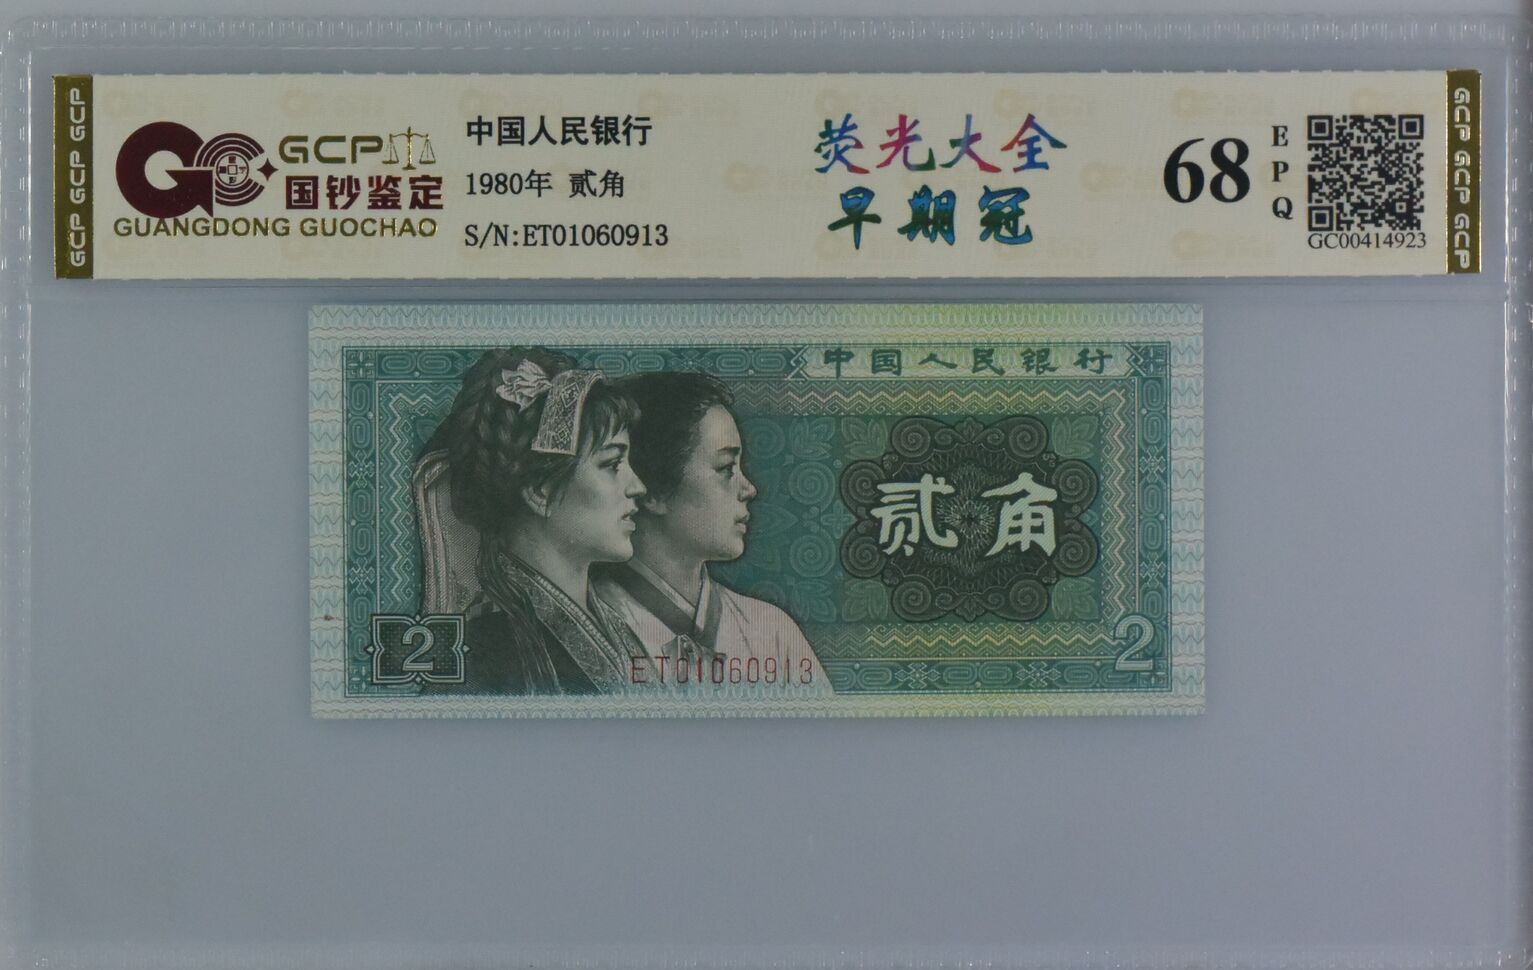 GCP GCP GCP
GCP
国钞鉴定
GUANGDONG GUOCHAO
中国人民银行
1980年 贰角
S/N:ET01060913
荧光大全
早期冠
68
EPQ
GC00414923
GCP GCP GCP
中国人民银行
贰角
2
2
ET01060913